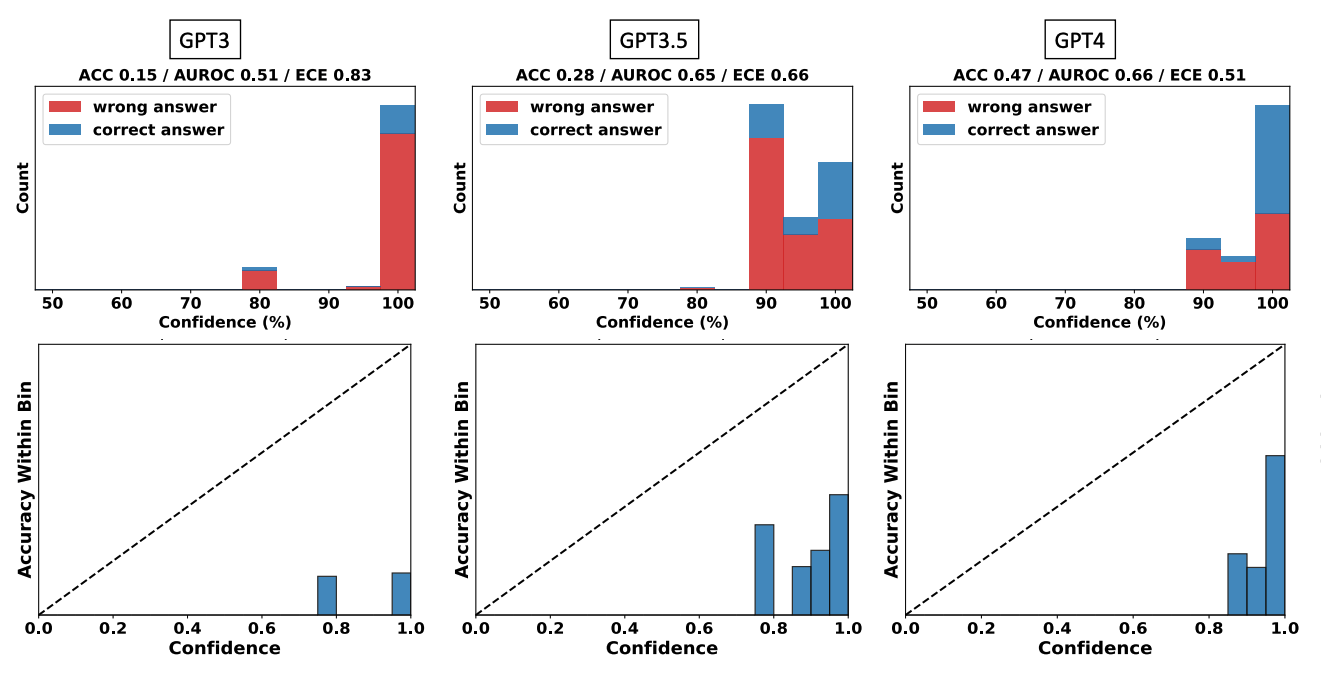 GPT3
GPT3.5
GPT4
ACC 0.15 / AUROC 0.51 / ECE 0.83
ACC 0.28 / AUROC 0.65 / ECE 0.66
ACC 0.47 / AUROC 0.66 / ECE 0.51
wrong answer
correct answer
Count
50 60 70 80 90 100
Confidence (%)
wrong answer
correct answer
Count
50 60 70 80 90 100
Confidence (%)
wrong answer
correct answer
Count
50 60 70 80 90 100
Confidence (%)
Accuracy Within Bin
0.0 0.2 0.4 0.6 0.8 1.0
Confidence
Accuracy Within Bin
0.0 0.2 0.4 0.6 0.8 1.0
Confidence
Accuracy Within Bin
0.0 0.2 0.4 0.6 0.8 1.0
Confidence